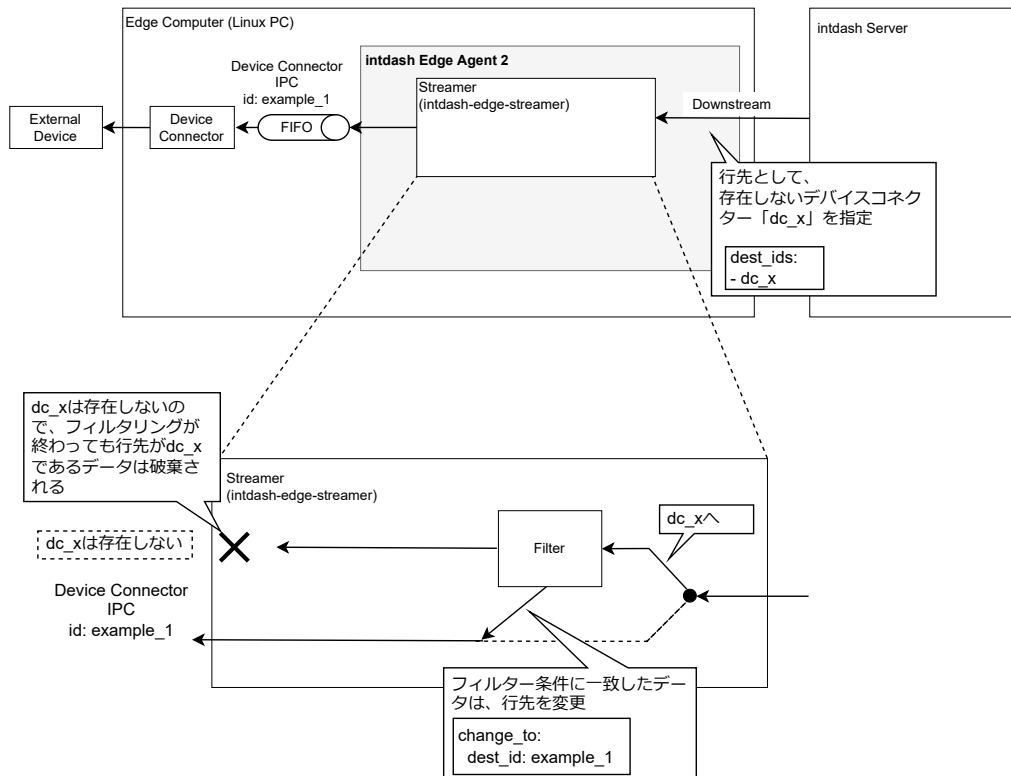 Edge Computer (Linux PC)
intdash Server
intdash Edge Agent 2
Device Connector
IPC
id: example_1
Streamer
(intdash-edge-streamer)
Downstream
External
Device
Device
Connector
FIFO
行先として、
存在しないデバイスコネク
ター「dc_x」を指定
dest_ids:
- dc_x
dc_xは存在しないの
で、フィルタリングが
終わっても行先がdc_x
であるデータは破棄さ
れる
Streamer
(intdash-edge-streamer)
dc_xへ
dc_xは存在しない
Filter
Device Connector
IPC
id: example_1
フィルター条件に一致したデー
タは、行先を変更
change_to:
dest_id: example_1